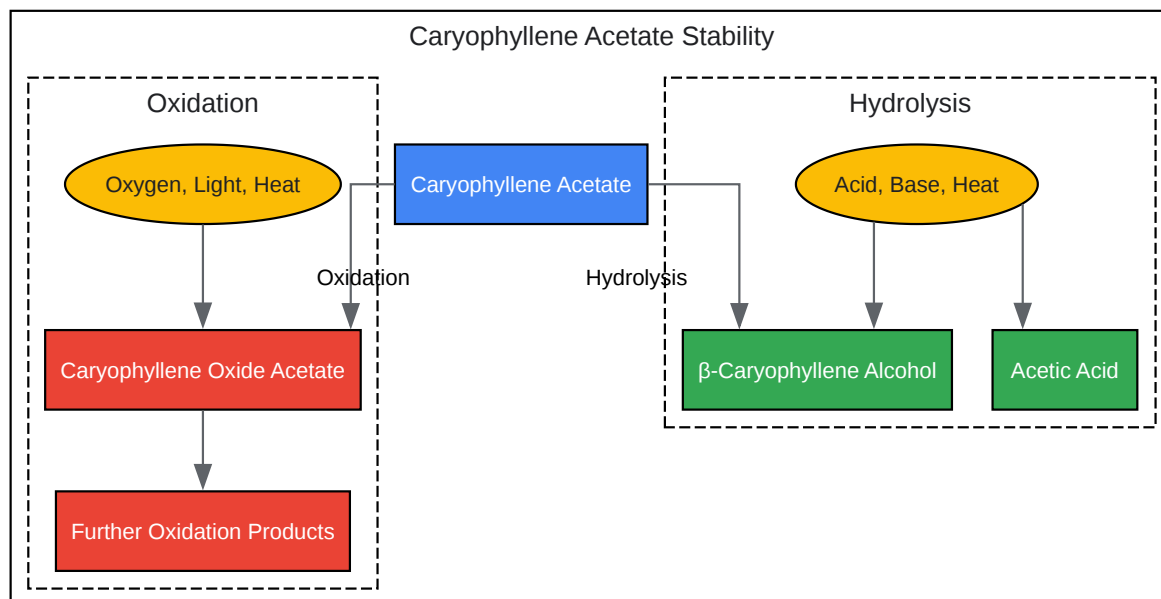 Caryophyllene Acetate Stability
Oxidation
Hydrolysis
Oxygen, Light, Heat
Caryophyllene Acetate
Acid, Base, Heat
Oxidation
Hydrolysis
Caryophyllene Oxide Acetate
β-Caryophyllene Alcohol
Acetic Acid
Further Oxidation Products